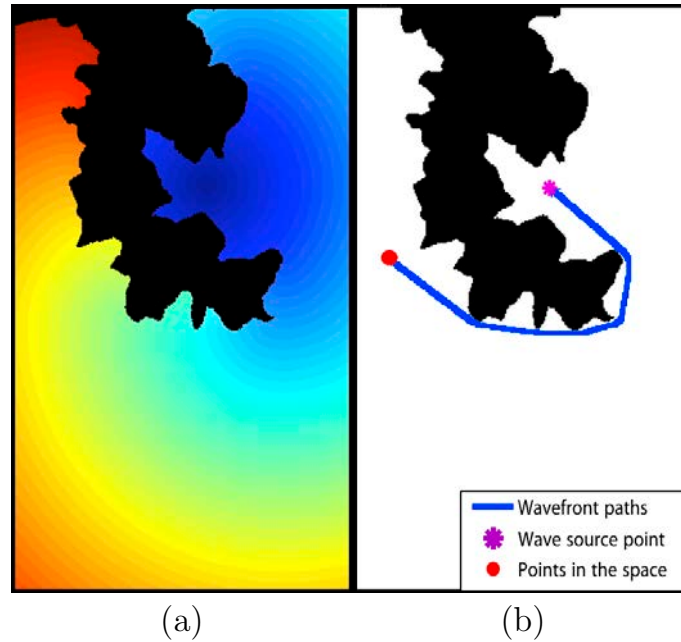 Wavefront paths
Wave source point
Points in the space
(a)
(b)